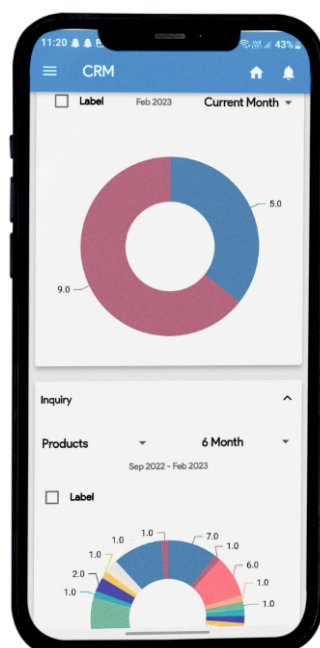 11:20 43%
CRM
Label Feb 2023 Current Month
5.0
9.0
Inquiry
Products 6 Month
Sep 2022 - Feb 2023
Label
1.0 7.0
1.0 1.0
1.0 6.0
2.0 1.0
1.0 1.0